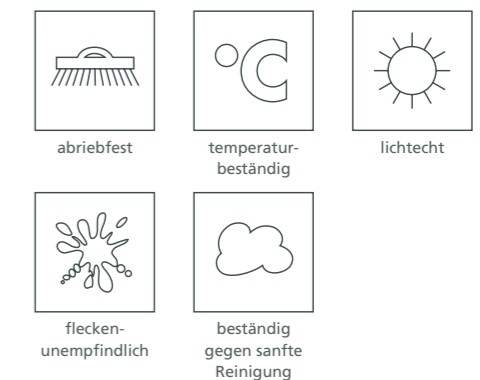 °C
abriebfest
temperatur-
beständig
lichtecht
flecken-
unempfindlich
beständig
gegen sanfte
Reinigung